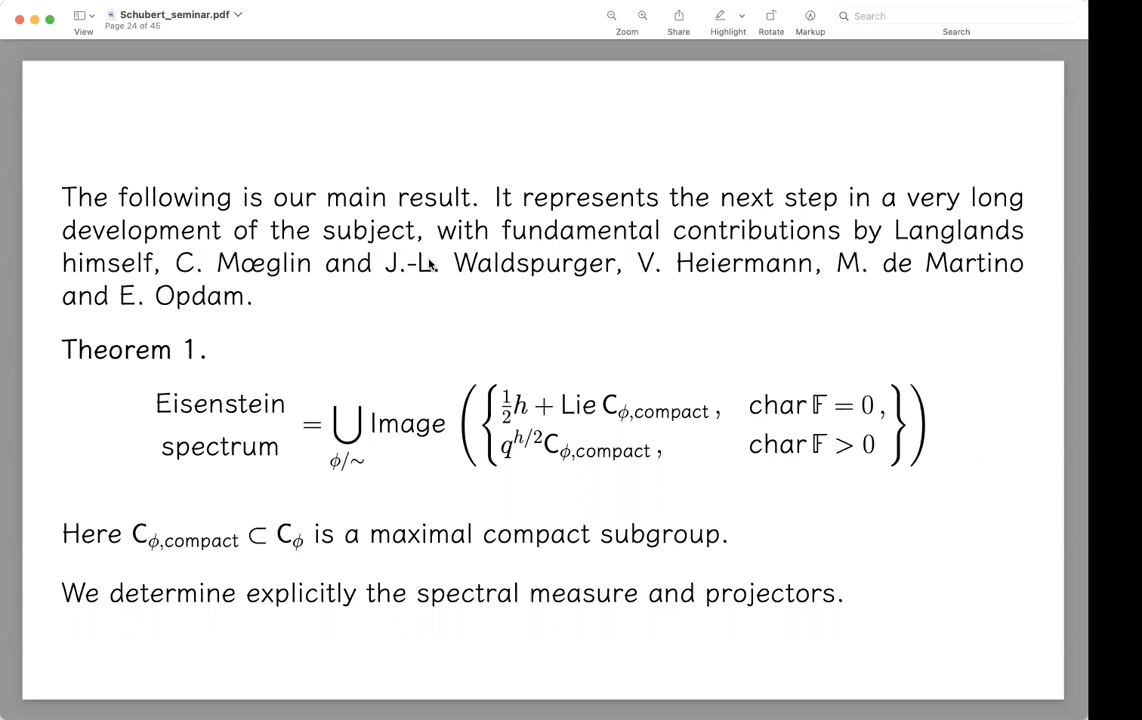 Schubert_seminar.pdf
Page 24 of 45
View
Zoom
Share
Highlight
Rotate
Markup
Search
Search
The following is our main result. It represents the next step in a very long
development of the subject, with fundamental contributions by Langlands
himself, C. Mœglin and J.-L. Waldspurger, V. Heiermann, M. de Martino
and E. Opdam.
Theorem 1.
Eisenstein spectrum = ⋃_{ϕ/∼} Image ( { ½h + Lie C_{ϕ,compact} , char 𝔽 = 0 ,
q^{h/2} C_{ϕ,compact} , char 𝔽 > 0 } )
Here C_{ϕ,compact} ⊂ C_ϕ is a maximal compact subgroup.
We determine explicitly the spectral measure and projectors.